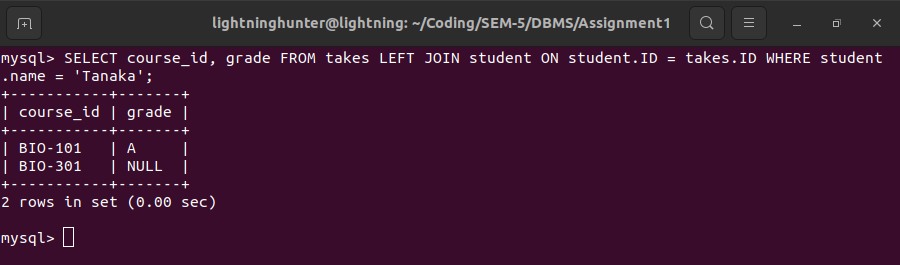 lightninghunter@lightning: ~/Coding/SEM-5/DBMS/Assignment1
mysql> SELECT course_id, grade FROM takes LEFT JOIN student ON student.ID = takes.ID WHERE student
.name = 'Tanaka';
+-----------+-------+
| course_id | grade |
+-----------+-------+
| BIO-101   | A     |
| BIO-301   | NULL  |
+-----------+-------+
2 rows in set (0.00 sec)
mysql>